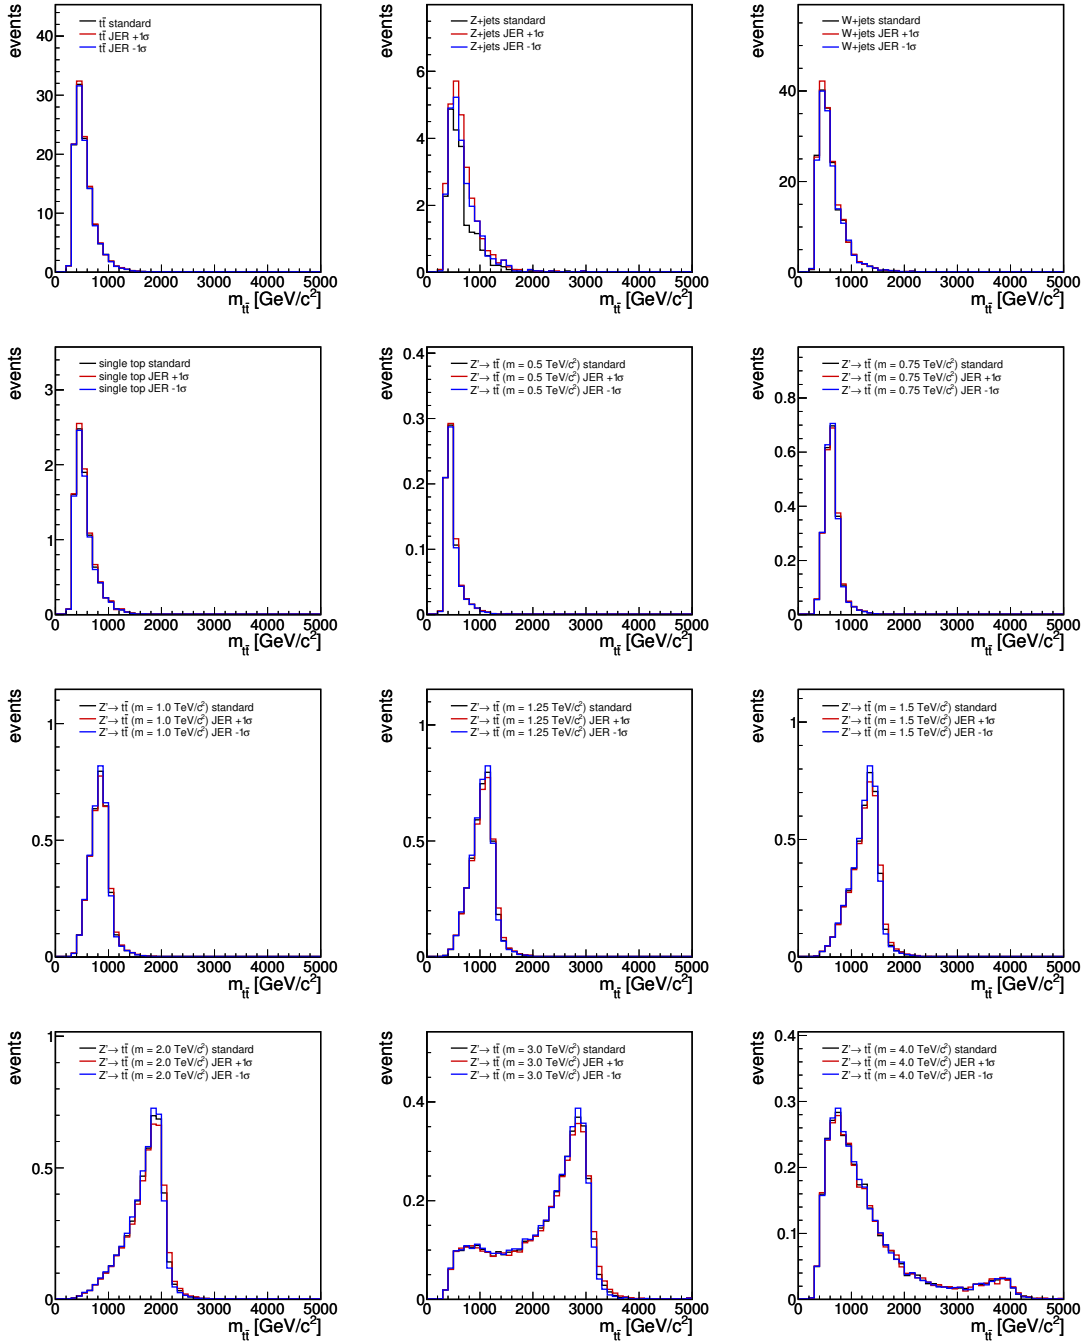 events
tt̄ standard
tt̄ JER +1σ
tt̄ JER -1σ
40
30
20
10
0
0 1000 2000 3000 4000 5000
m_tt̄ [GeV/c²]
events
Z+jets standard
Z+jets JER +1σ
Z+jets JER -1σ
6
4
2
0
0 1000 2000 3000 4000 5000
m_tt̄ [GeV/c²]
events
W+jets standard
W+jets JER +1σ
W+jets JER -1σ
40
20
0
0 1000 2000 3000 4000 5000
m_tt̄ [GeV/c²]
events
single top standard
single top JER +1σ
single top JER -1σ
3
2
1
0
0 1000 2000 3000 4000 5000
m_tt̄ [GeV/c²]
events
Z'→ tt̄ (m = 0.5 TeV/c²) standard
Z'→ tt̄ (m = 0.5 TeV/c²) JER +1σ
Z'→ tt̄ (m = 0.5 TeV/c²) JER -1σ
0.4
0.3
0.2
0.1
0
0 1000 2000 3000 4000 5000
m_tt̄ [GeV/c²]
events
Z'→ tt̄ (m = 0.75 TeV/c²) standard
Z'→ tt̄ (m = 0.75 TeV/c²) JER +1σ
Z'→ tt̄ (m = 0.75 TeV/c²) JER -1σ
0.8
0.6
0.4
0.2
0
0 1000 2000 3000 4000 5000
m_tt̄ [GeV/c²]
events
Z'→ tt̄ (m = 1.0 TeV/c²) standard
Z'→ tt̄ (m = 1.0 TeV/c²) JER +1σ
Z'→ tt̄ (m = 1.0 TeV/c²) JER -1σ
1
0.5
0
0 1000 2000 3000 4000 5000
m_tt̄ [GeV/c²]
events
Z'→ tt̄ (m = 1.25 TeV/c²) standard
Z'→ tt̄ (m = 1.25 TeV/c²) JER +1σ
Z'→ tt̄ (m = 1.25 TeV/c²) JER -1σ
1
0.5
0
0 1000 2000 3000 4000 5000
m_tt̄ [GeV/c²]
events
Z'→ tt̄ (m = 1.5 TeV/c²) standard
Z'→ tt̄ (m = 1.5 TeV/c²) JER +1σ
Z'→ tt̄ (m = 1.5 TeV/c²) JER -1σ
1
0.5
0
0 1000 2000 3000 4000 5000
m_tt̄ [GeV/c²]
events
Z'→ tt̄ (m = 2.0 TeV/c²) standard
Z'→ tt̄ (m = 2.0 TeV/c²) JER +1σ
Z'→ tt̄ (m = 2.0 TeV/c²) JER -1σ
1
0.5
0
0 1000 2000 3000 4000 5000
m_tt̄ [GeV/c²]
events
Z'→ tt̄ (m = 3.0 TeV/c²) standard
Z'→ tt̄ (m = 3.0 TeV/c²) JER +1σ
Z'→ tt̄ (m = 3.0 TeV/c²) JER -1σ
0.4
0.2
0
0 1000 2000 3000 4000 5000
m_tt̄ [GeV/c²]
events
Z'→ tt̄ (m = 4.0 TeV/c²) standard
Z'→ tt̄ (m = 4.0 TeV/c²) JER +1σ
Z'→ tt̄ (m = 4.0 TeV/c²) JER -1σ
0.4
0.3
0.2
0.1
0
0 1000 2000 3000 4000 5000
m_tt̄ [GeV/c²]